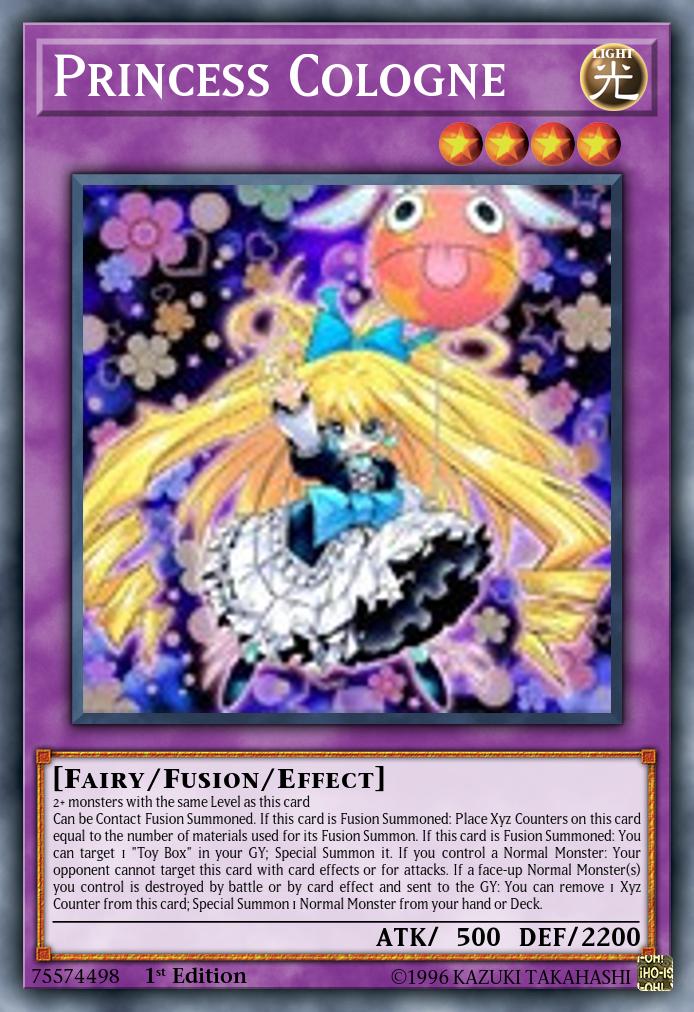 PRINCESS COLOGNE
LIGHT
光
[FAIRY/FUSION/EFFECT]
2+ monsters with the same Level as this card
Can be Contact Fusion Summoned. If this card is Fusion Summoned: Place Xyz Counters on this card
equal to the number of materials used for its Fusion Summon. If this card is Fusion Summoned: You
can target 1 "Toy Box" in your GY; Special Summon it. If you control a Normal Monster: Your
opponent cannot target this card with card effects or for attacks. If a face-up Normal Monster(s)
you control is destroyed by battle or by card effect and sent to the GY: You can remove 1 Xyz
Counter from this card; Special Summon 1 Normal Monster from your hand or Deck.
ATK/ 500 DEF/2200
75574498 1st Edition ©1996 KAZUKI TAKAHASHI